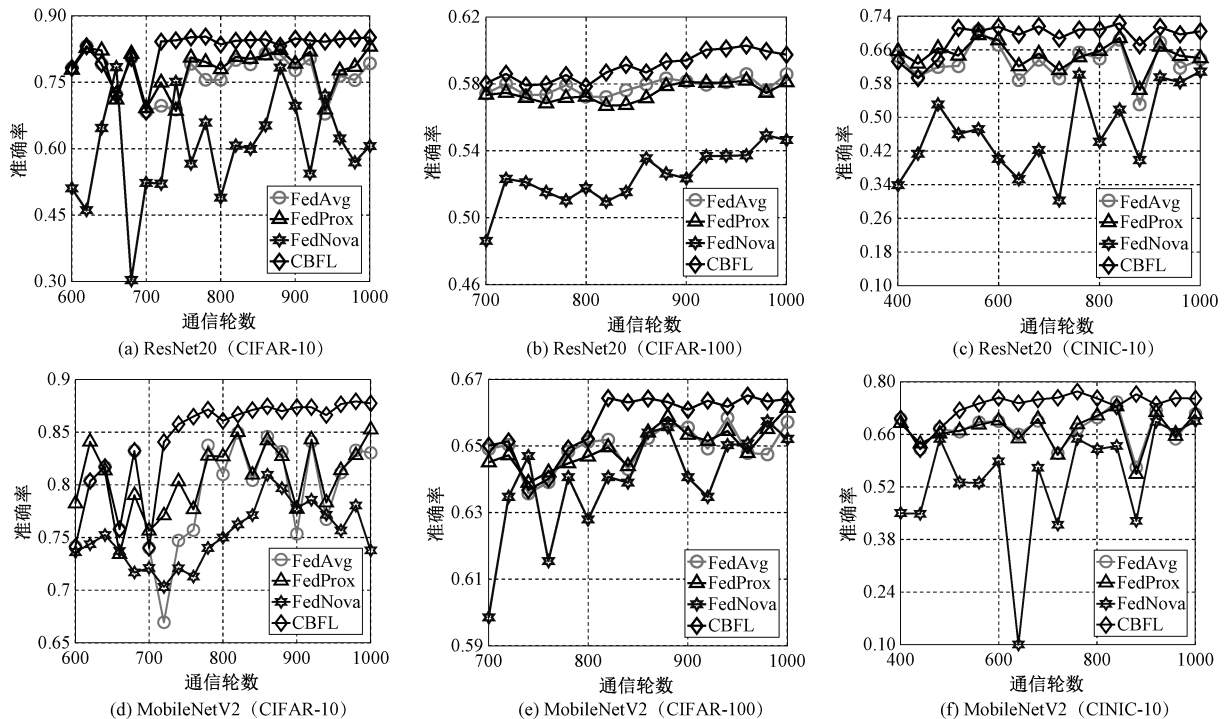 0.90
0.75
0.60
0.45
0.30
准确率
FedAvg
FedProx
FedNova
CBFL
600
700
800
900
1000
通信轮数
(a) ResNet20（CIFAR-10）
0.62
0.58
0.54
0.50
0.46
准确率
FedAvg
FedProx
FedNova
CBFL
700
800
900
1000
通信轮数
(b) ResNet20（CIFAR-100）
0.74
0.66
0.58
0.50
0.42
0.34
0.26
0.18
0.10
准确率
FedAvg
FedProx
FedNova
CBFL
400
600
800
1000
通信轮数
(c) ResNet20（CINIC-10）
0.9
0.85
0.8
0.75
0.7
0.65
准确率
FedAvg
FedProx
FedNova
CBFL
600
700
800
900
1000
通信轮数
(d) MobileNetV2（CIFAR-10）
0.67
0.65
0.63
0.61
0.59
准确率
FedAvg
FedProx
FedNova
CBFL
700
800
900
1000
通信轮数
(e) MobileNetV2（CIFAR-100）
0.80
0.66
0.52
0.38
0.24
0.10
准确率
FedAvg
FedProx
FedNova
CBFL
400
600
800
1000
通信轮数
(f) MobileNetV2（CINIC-10）